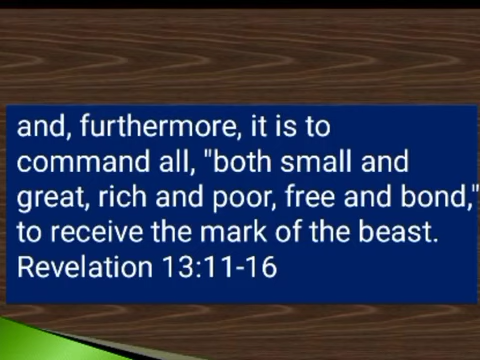 and, furthermore, it is to
command all, "both small and
great, rich and poor, free and bond,"
to receive the mark of the beast.
Revelation 13:11-16